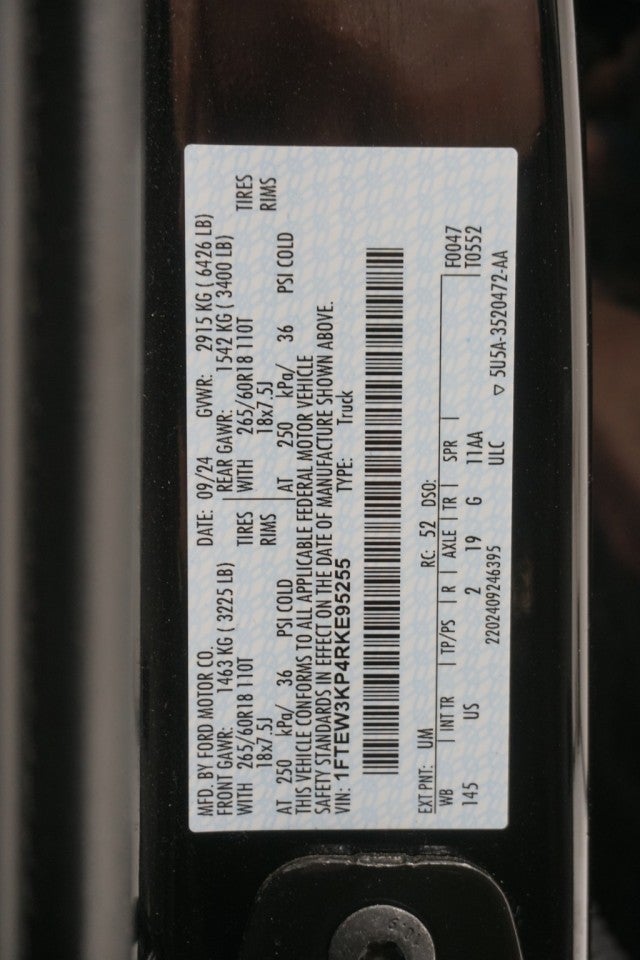 MFD. BY FORD MOTOR CO. DATE: 09/24 GVWR: 2915 KG ( 6426 LB)
FRONT GAWR: 1463 KG ( 3225 LB) REAR GAWR: 1542 KG ( 3400 LB)
WITH 265/60R18 110T TIRES WITH 265/60R18 110T TIRES
18x7.5J RIMS 18x7.5J RIMS
AT 250 kPa/ 36 PSI COLD AT 250 kPa/ 36 PSI COLD
THIS VEHICLE CONFORMS TO ALL APPLICABLE FEDERAL MOTOR VEHICLE
SAFETY STANDARDS IN EFFECT ON THE DATE OF MANUFACTURE SHOWN ABOVE.
VIN: 1FTEW3KP4RKE95255 TYPE: Truck
EXT PNT: UM RC: 52 DSO: F0047
WB INT TR TP/PS R AXLE TR SPR T0552
145 US 2 19 G 11AA
2202409246395 ULC ▽ 5U5A-3520472-AA